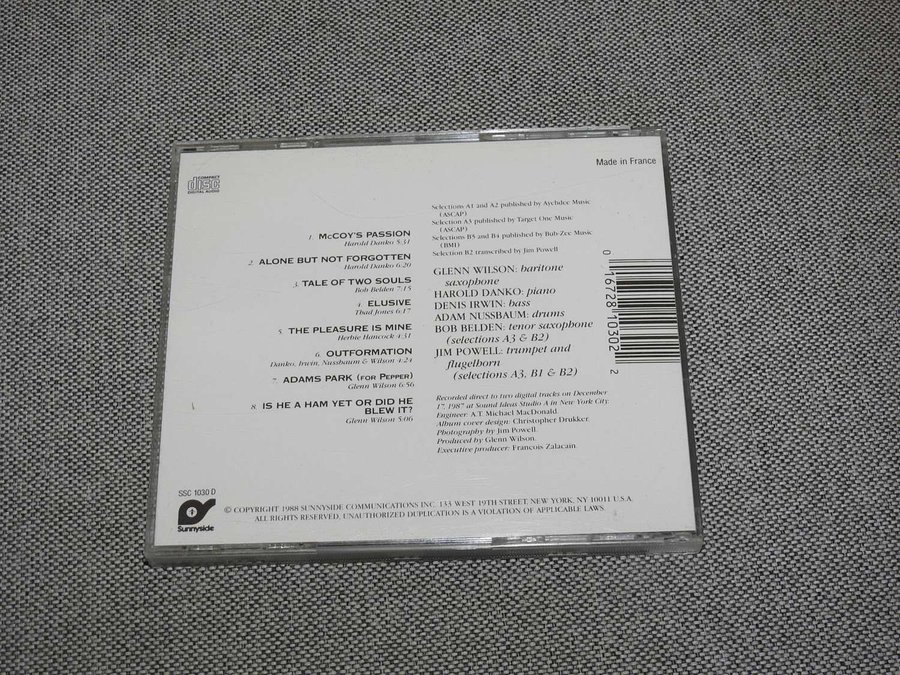 Made in France
COMPACT
disc
DIGITAL AUDIO
1. McCOY'S PASSION
Harold Danko 5:31
2. ALONE BUT NOT FORGOTTEN
Harold Danko 6:20
3. TALE OF TWO SOULS
Bob Belden 7:15
4. ELUSIVE
Thad Jones 6:17
5. THE PLEASURE IS MINE
Herbie Hancock 4:31
6. OUTFORMATION
Danko, Irwin, Nussbaum & Wilson 4:24
7. ADAMS PARK (FOR PEPPER)
Glenn Wilson 6:56
8. IS HE A HAM YET OR DID HE
BLEW IT?
Glenn Wilson 5:06
Selections A1 and A2 published by Aychdee Music
(ASCAP)
Selection A3 published by Target One Music
(ASCAP)
Selections B3 and B4 published by Bub-Zee Music
(BMI)
Selection B2 transcribed by Jim Powell
GLENN WILSON: baritone
saxophone
HAROLD DANKO: piano
DENIS IRWIN: bass
ADAM NUSSBAUM: drums
BOB BELDEN: tenor saxophone
(selections A3 & B2)
JIM POWELL: trumpet and
flugelhorn
(selections A3, B1 & B2)
Recorded direct to two digital tracks on December
17, 1987 at Sound Ideas Studio A in New York City.
Engineer: A.T. Michael MacDonald.
Album cover design: Christopher Drukker.
Photography by Jim Powell.
Produced by Glenn Wilson.
Executive producer: François Zalacain.
0 16728 10302 2
SSC 1030 D
Sunnyside
© COPYRIGHT 1988 SUNNYSIDE COMMUNICATIONS INC. 133 WEST 19TH STREET, NEW YORK, NY 10011 U.S.A.
ALL RIGHTS RESERVED, UNAUTHORIZED DUPLICATION IS A VIOLATION OF APPLICABLE LAWS.